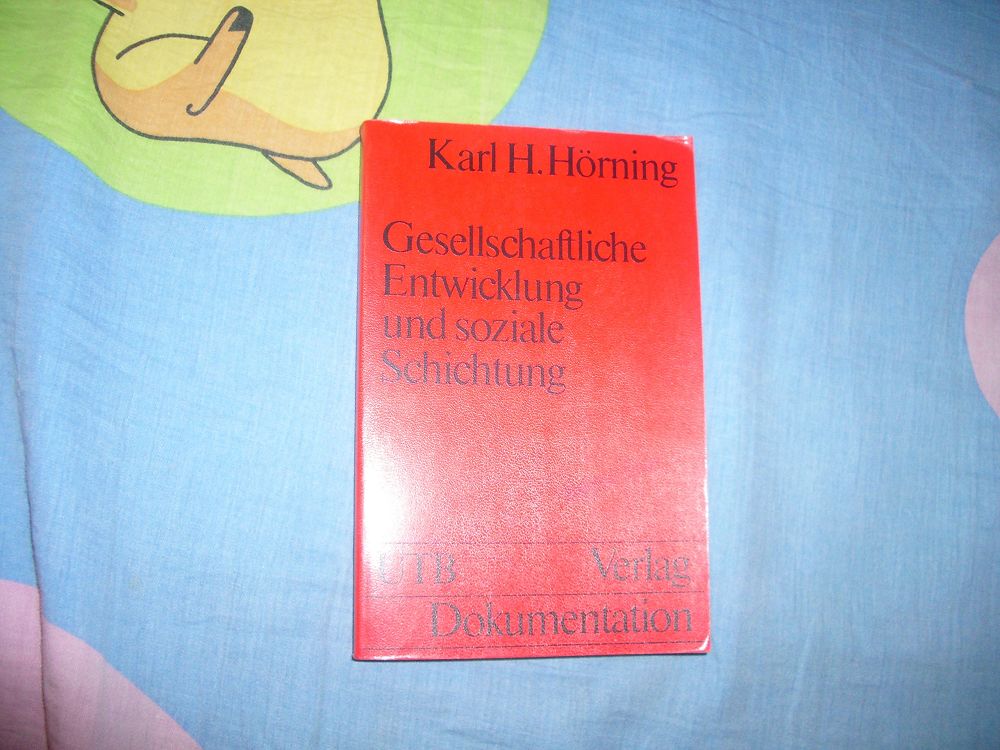 Karl H. Hörning
Gesellschaftliche
Entwicklung
und soziale
Schichtung
UTB Verlag
Dokumentation